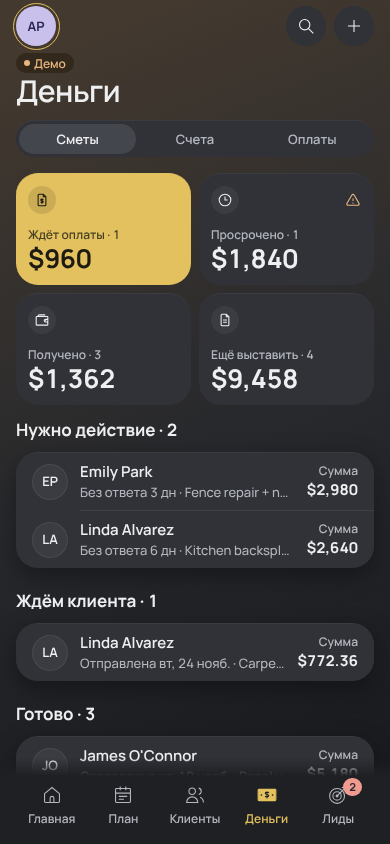 AP
Демо
Деньги
Сметы
Счета
Оплаты
Ждёт оплаты · 1
$960
Просрочено · 1
$1,840
Получено · 3
$1,362
Ещё выставить · 4
$9,458
Нужно действие · 2
EP
Emily Park
Без ответа 3 дн · Fence repair + n...
Сумма
$2,980
LA
Linda Alvarez
Без ответа 6 дн · Kitchen backspl...
Сумма
$2,640
Ждём клиента · 1
LA
Linda Alvarez
Отправлена вт, 24 нояб. · Carpe...
Сумма
$772.36
Готово · 3
JO
James O'Connor
Сумма
$5,180
Главная
План
Клиенты
Деньги
2
Лиды